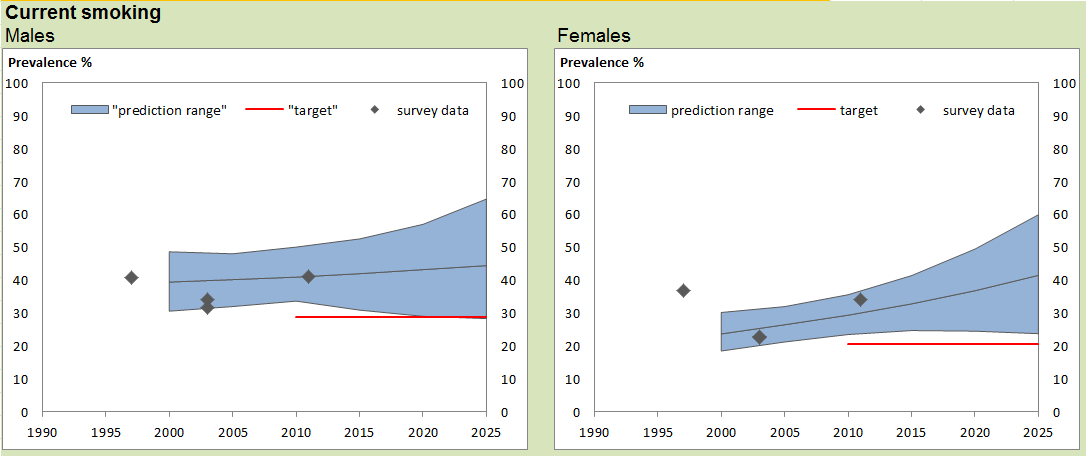 Current smoking
Males
Females
Prevalence %
100 100
90 90
80 80
70 70
60 60
50 50
40 40
30 30
20 20
10 10
0 0
1990 1995 2000 2005 2010 2015 2020 2025
"prediction range" "target" survey data
Prevalence %
100 100
90 90
80 80
70 70
60 60
50 50
40 40
30 30
20 20
10 10
0 0
1990 1995 2000 2005 2010 2015 2020 2025
prediction range target survey data